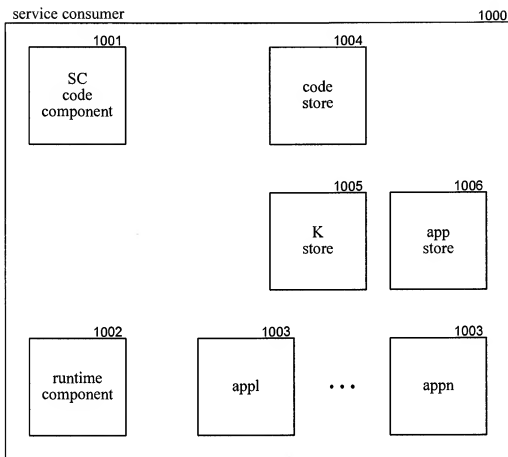 service consumer
1000
1001
1004
SC
code
component
code
store
1005
1006
K
store
app
store
1002
1003
1003
runtime
component
appl
• • •
appn